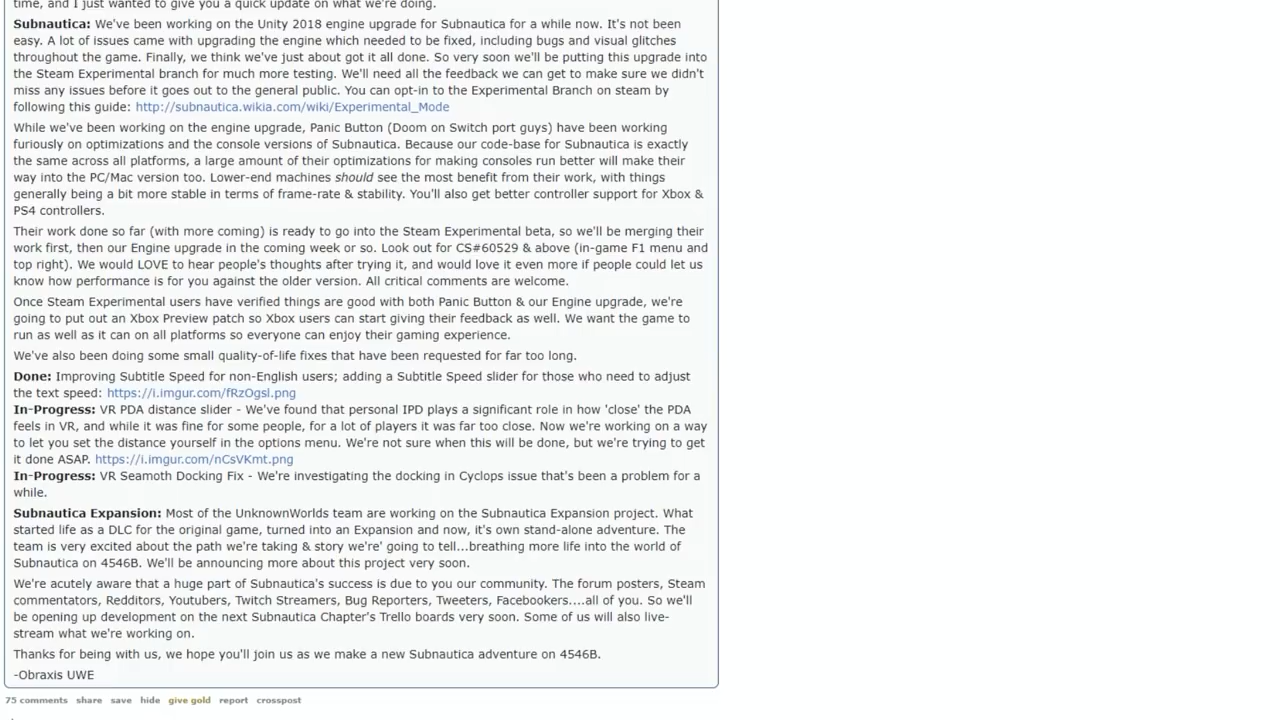 time, and I just wanted to give you a quick update on what we're doing.
Subnautica: We've been working on the Unity 2018 engine upgrade for Subnautica for a while now. It's not been
easy. A lot of issues came with upgrading the engine which needed to be fixed, including bugs and visual glitches
throughout the game. Finally, we think we've just about got it all done. So very soon we'll be putting this upgrade into
the Steam Experimental branch for much more testing. We'll need all the feedback we can get to make sure we didn't
miss any issues before it goes out to the general public. You can opt-in to the Experimental Branch on steam by
following this guide: http://subnautica.wikia.com/wiki/Experimental_Mode
While we've been working on the engine upgrade, Panic Button (Doom on Switch port guys) have been working
furiously on optimizations and the console versions of Subnautica. Because our code-base for Subnautica is exactly
the same across all platforms, a large amount of their optimizations for making consoles run better will make their
way into the PC/Mac version too. Lower-end machines should see the most benefit from their work, with things
generally being a bit more stable in terms of frame-rate & stability. You'll also get better controller support for Xbox &
PS4 controllers.
Their work done so far (with more coming) is ready to go into the Steam Experimental beta, so we'll be merging their
work first, then our Engine upgrade in the coming week or so. Look out for CS#60529 & above (in-game F1 menu and
top right). We would LOVE to hear people's thoughts after trying it, and would love it even more if people could let us
know how performance is for you against the older version. All critical comments are welcome.
Once Steam Experimental users have verified things are good with both Panic Button & our Engine upgrade, we're
going to put out an Xbox Preview patch so Xbox users can start giving their feedback as well. We want the game to
run as well as it can on all platforms so everyone can enjoy their gaming experience.
We've also been doing some small quality-of-life fixes that have been requested for far too long.
Done: Improving Subtitle Speed for non-English users; adding a Subtitle Speed slider for those who need to adjust
the text speed: https://i.imgur.com/fRzOgsl.png
In-Progress: VR PDA distance slider - We've found that personal IPD plays a significant role in how 'close' the PDA
feels in VR, and while it was fine for some people, for a lot of players it was far too close. Now we're working on a way
to let you set the distance yourself in the options menu. We're not sure when this will be done, but we're trying to get
it done ASAP. https://i.imgur.com/nCsVKmt.png
In-Progress: VR Seamoth Docking Fix - We're investigating the docking in Cyclops issue that's been a problem for a
while.
Subnautica Expansion: Most of the UnknownWorlds team are working on the Subnautica Expansion project. What
started life as a DLC for the original game, turned into an Expansion and now, it's own stand-alone adventure. The
team is very excited about the path we're taking & story we're' going to tell...breathing more life into the world of
Subnautica on 4546B. We'll be announcing more about this project very soon.
We're acutely aware that a huge part of Subnautica's success is due to you our community. The forum posters, Steam
commentators, Redditors, Youtubers, Twitch Streamers, Bug Reporters, Tweeters, Facebookers....all of you. So we'll
be opening up development on the next Subnautica Chapter's Trello boards very soon. Some of us will also live-
stream what we're working on.
Thanks for being with us, we hope you'll join us as we make a new Subnautica adventure on 4546B.
-Obraxis UWE
75 comments share save hide give gold report crosspost